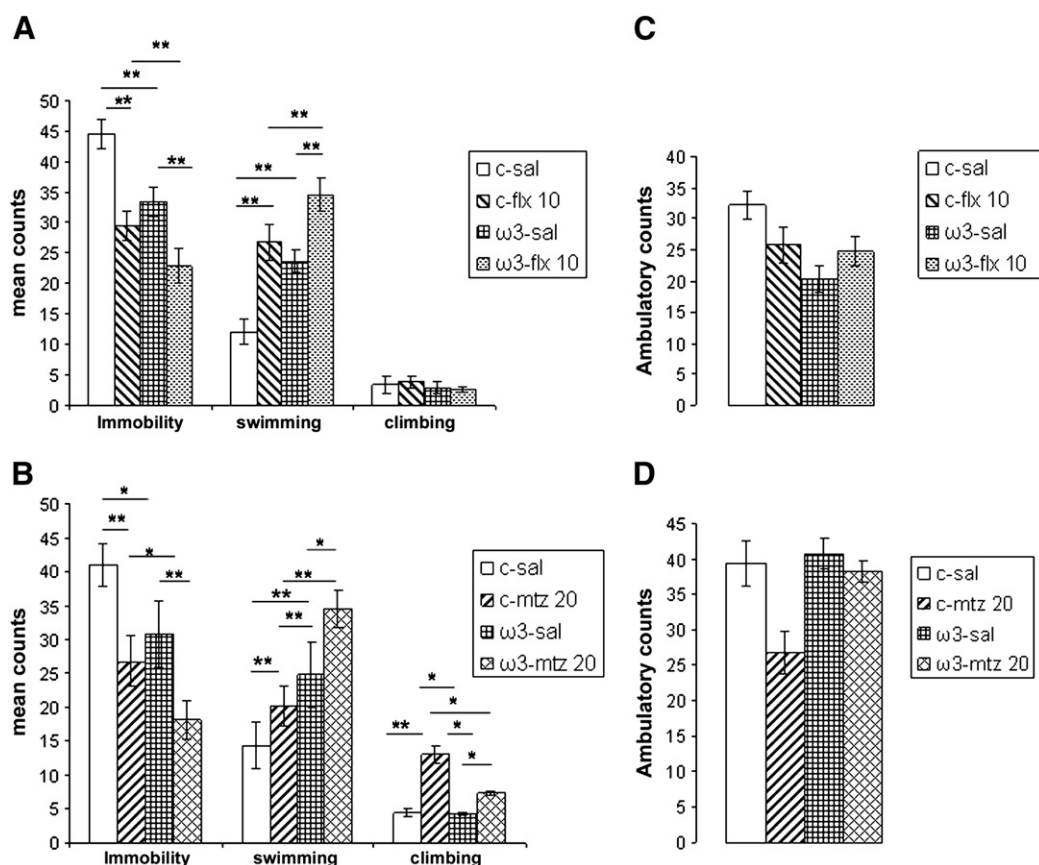 A
mean counts
50
45
40
35
30
25
20
15
10
5
0
** ** ** **
** ** ** **
Immobility swimming climbing
c-sal
c-flx 10
ω3-sal
ω3-flx 10
C
Ambulatory counts
40
35
30
25
20
15
10
5
0
c-sal
c-flx 10
ω3-sal
ω3-flx 10
B
mean counts
50
45
40
35
30
25
20
15
10
5
0
* ** * **
* ** ** ** **
* * ** * *
Immobility swimming climbing
c-sal
c-mtz 20
ω3-sal
ω3-mtz 20
D
Ambulatory counts
45
40
35
30
25
20
15
10
5
0
c-sal
c-mtz 20
ω3-sal
ω3-mtz 20